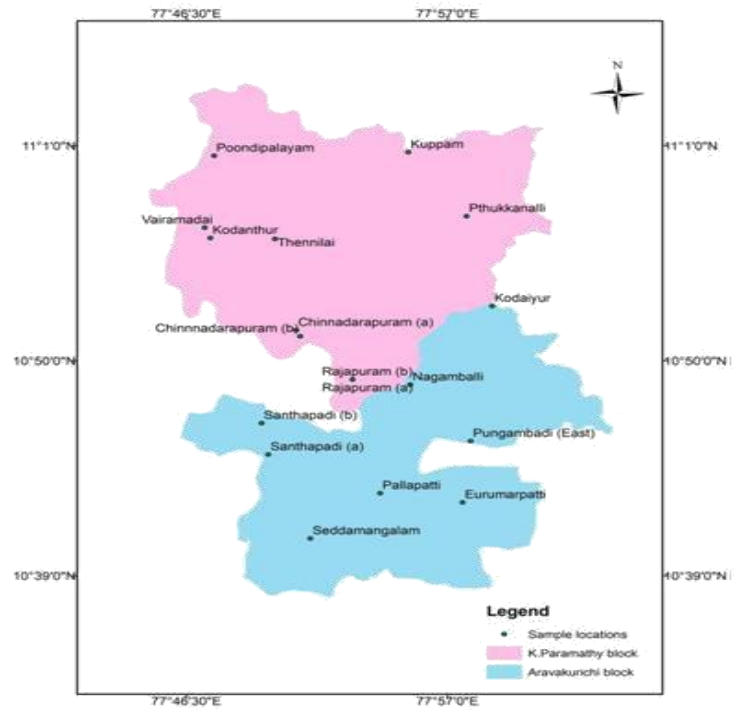 77°46'30"E
77°57'0"E
N
11°1'0"N
11°1'0"N
Poondipalayam
Kuppam
Pthukkanalli
Vairamadai
Kodanthur
Thennilai
Kodaiyur
Chinnadarapuram (a)
Chinnnadarapuram (b)
10°50'0"N
10°50'0"N
Rajapuram (b)
Nagamballi
Rajapuram (a)
Santhapadi (b)
Pungambadi (East)
Santhapadi (a)
Pallapatti
Eurumarpatti
Seddamangalam
10°39'0"N
10°39'0"N
Legend
Sample locations
K.Paramathy block
Aravakurichi block
77°46'30"E
77°57'0"E